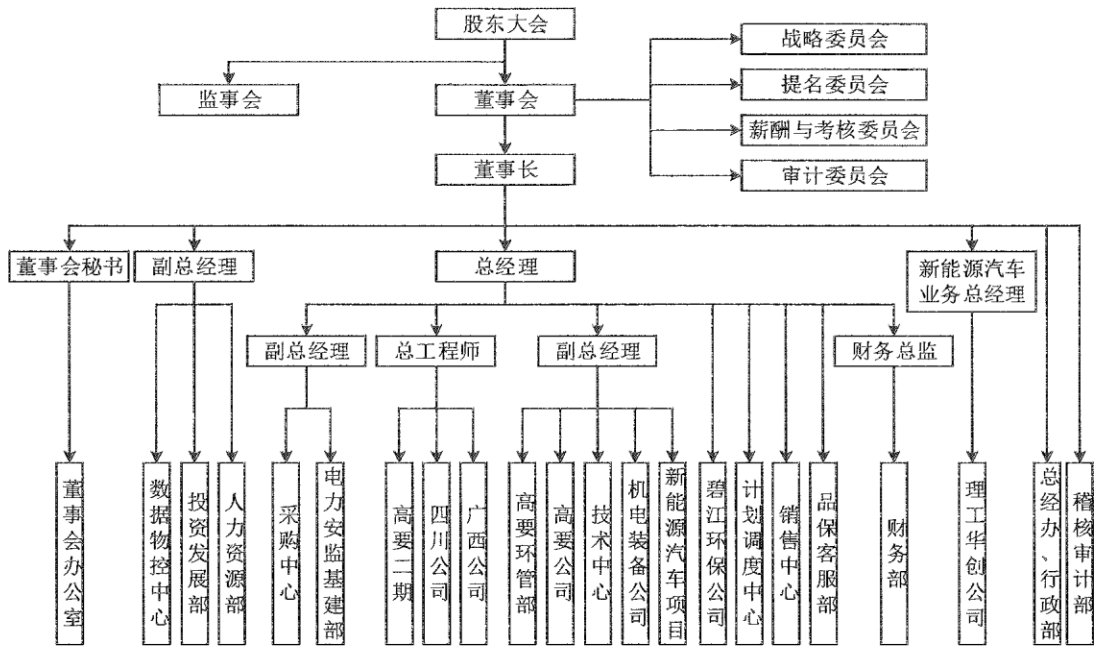 股东大会
战略委员会
监事会
董事会
提名委员会
薪酬与考核委员会
董事长
审计委员会
董事会秘书
副总经理
总经理
新能源汽车
业务总经理
副总经理
总工程师
副总经理
财务总监
董事会办公室
数据物控中心
投资发展部
人力资源部
采购中心
电力安监基建部
高要二期
四川公司
广西公司
高要环管部
高要公司
技术中心
机电装备公司
新能源汽车项目
碧江环保公司
计划调度中心
销售中心
品保客服部
财务部
理工华创公司
总经办、行政部
稽核审计部